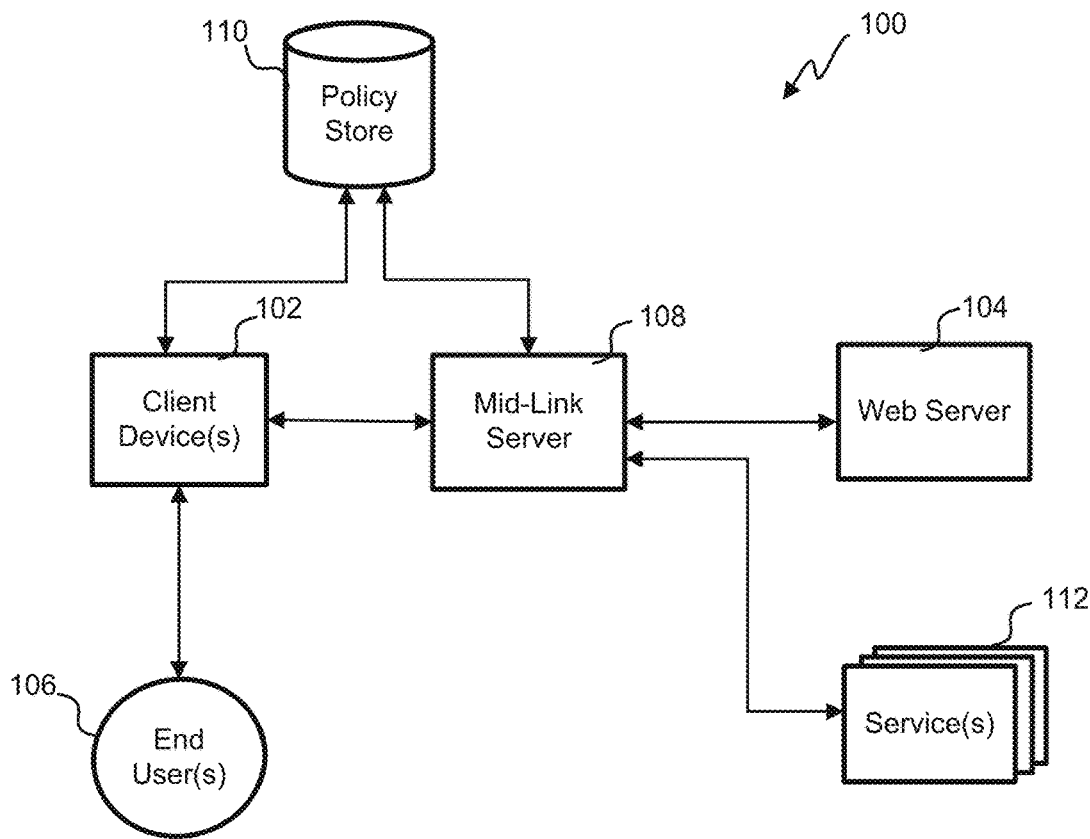 110
100
Policy
Store
102
108
104
Client
Device(s)
Mid-Link
Server
Web Server
112
106
End
User(s)
Service(s)